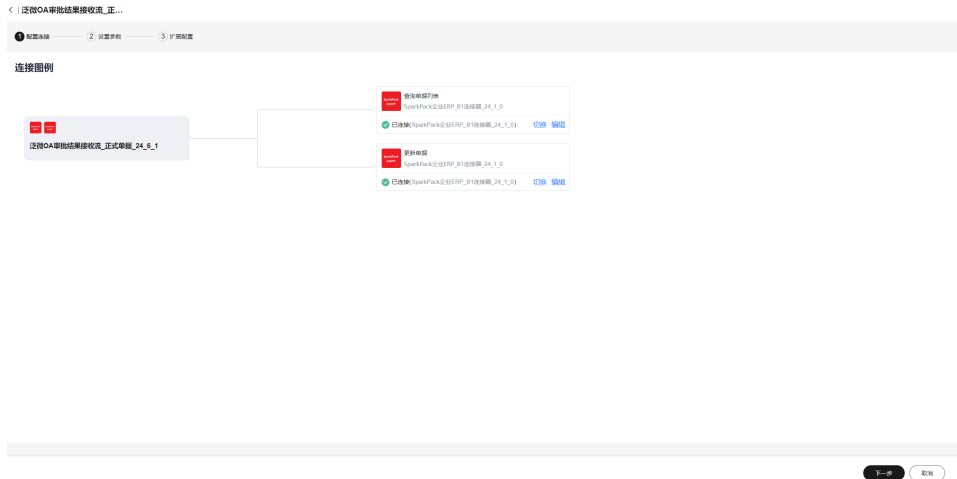 泛微OA审批结果接收流_正...
1 配置连接 2 设置参数 3 扩展配置
连接图例
查询单据列表
SparkPack企业ERP_B1连接器_24_1_0
已连接(SparkPack企业ERP_B1连接器_24_1_0) 切换 编辑
泛微OA审批结果接收流_正式单据_24_6_1
更新单据
SparkPack企业ERP_B1连接器_24_1_0
已连接(SparkPack企业ERP_B1连接器_24_1_0) 切换 编辑
下一步 取消